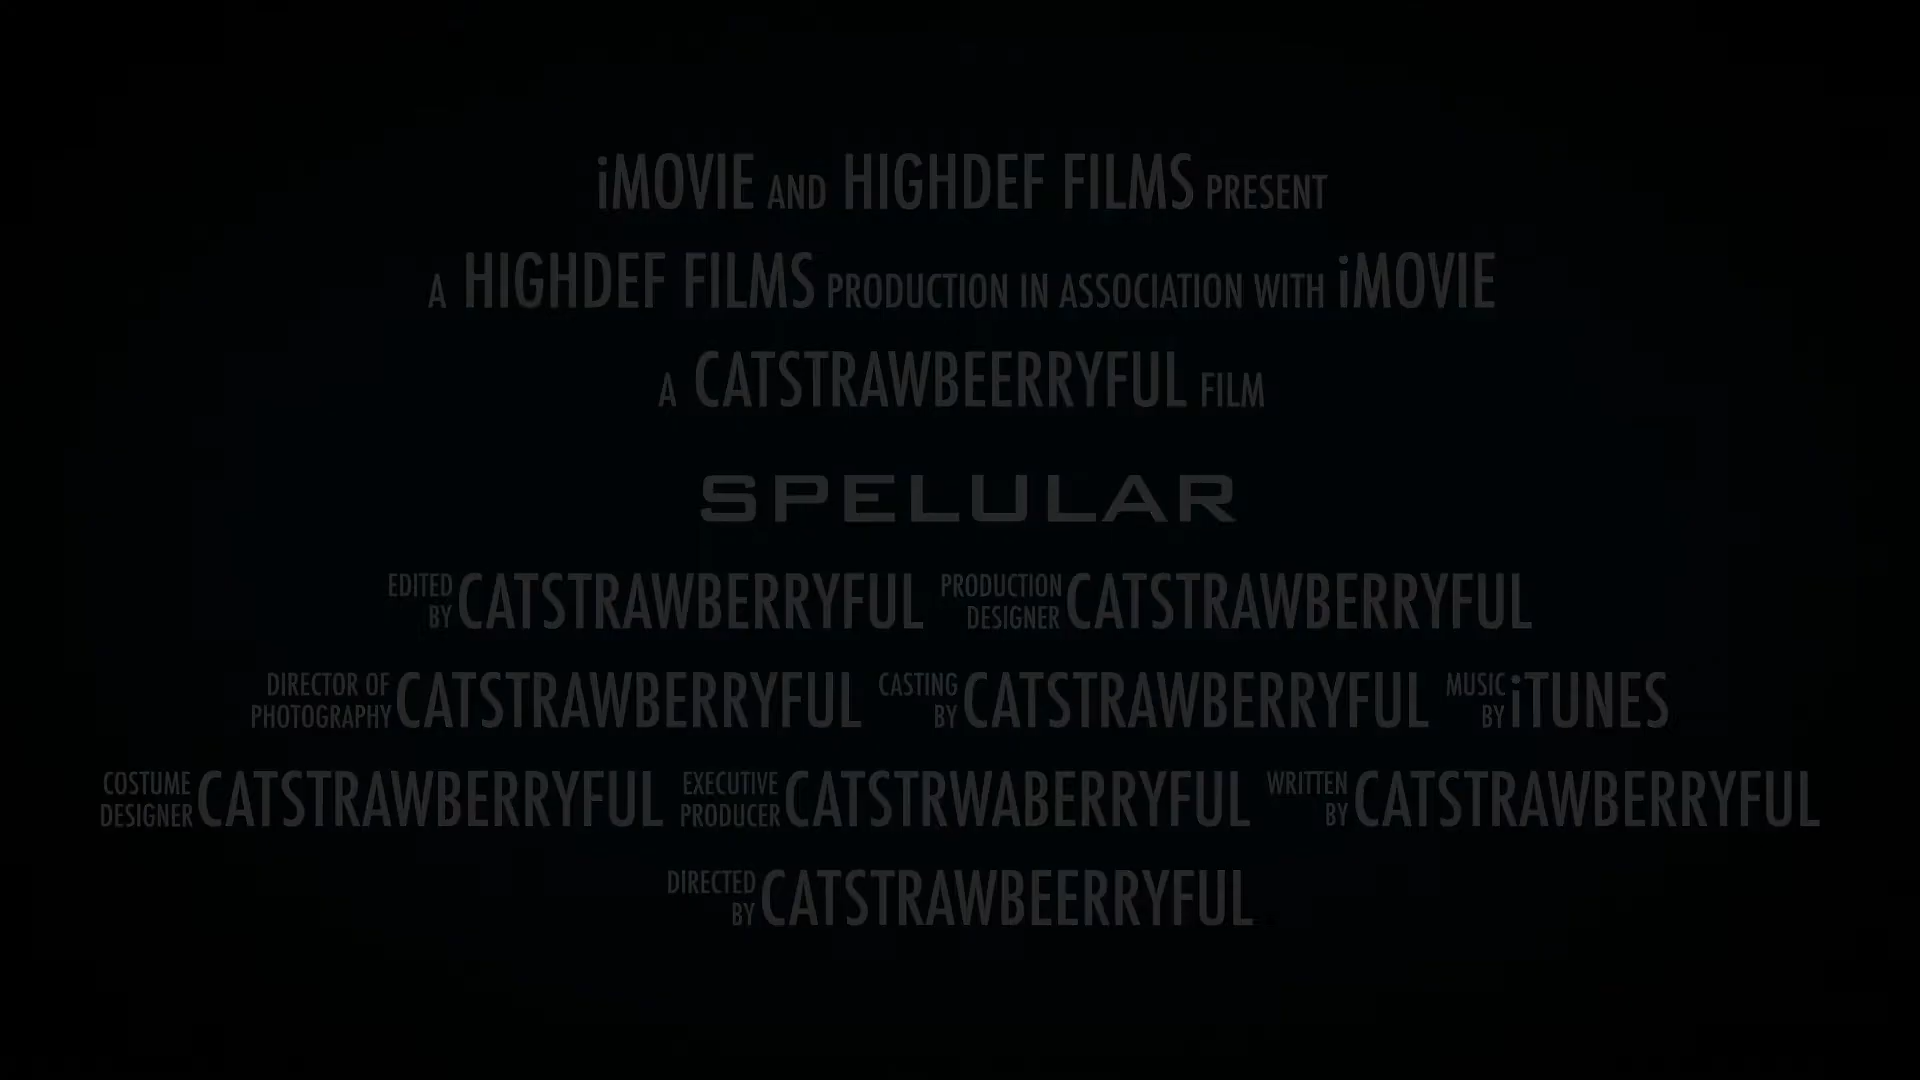 iMOVIE AND HIGHDEF FILMS PRESENT
A HIGHDEF FILMS PRODUCTION IN ASSOCIATION WITH iMOVIE
A CATSTRAWBEERRYFUL FILM
SPELULAR
EDITED BY CATSTRAWBERRYFUL PRODUCTION DESIGNER CATSTRAWBERRYFUL
DIRECTOR OF PHOTOGRAPHY CATSTRAWBERRYFUL CASTING BY CATSTRAWBERRYFUL MUSIC BY iTUNES
COSTUME DESIGNER CATSTRAWBERRYFUL EXECUTIVE PRODUCER CATSTRWABERRYFUL WRITTEN BY CATSTRAWBERRYFUL
DIRECTED BY CATSTRAWBEERRYFUL